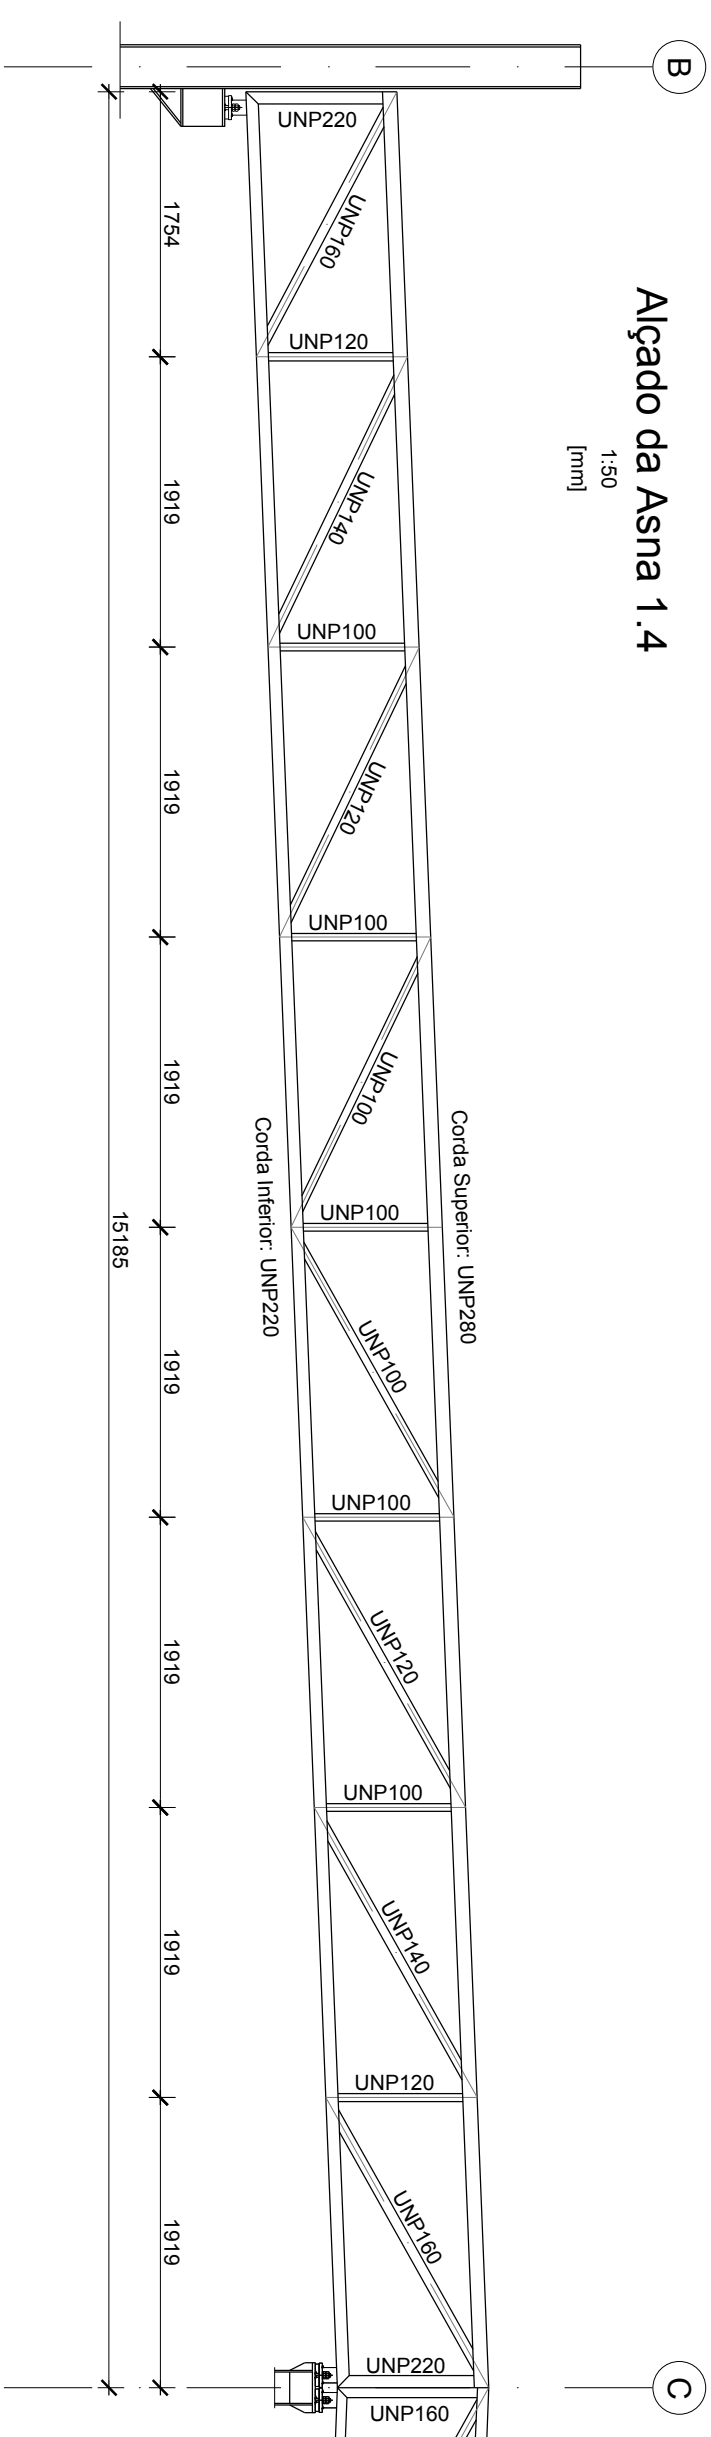 B
Alçado da Asna 1.4
1:50
[mm]
C
UNP220
UNP160
UNP120
UNP140
UNP100
UNP120
UNP100
UNP100
UNP100
UNP100
UNP100
UNP120
UNP100
UNP140
UNP120
UNP160
UNP220
UNP160
Corda Superior: UNP280
Corda Inferior: UNP220
1754
1919
1919
1919
1919
1919
1919
1919
15185